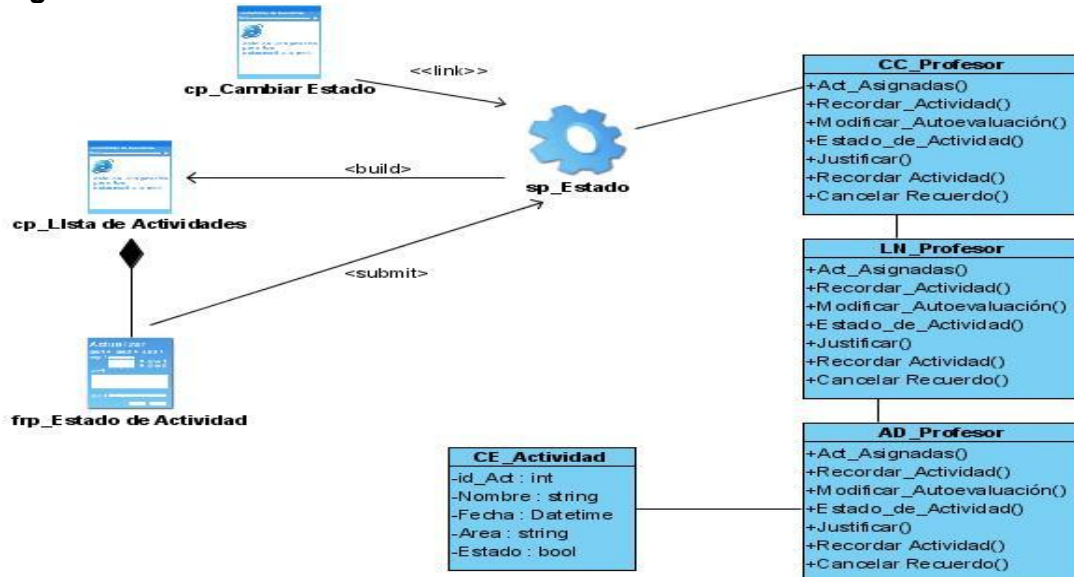 cp_Cambiar Estado
<<link>>
sp_Estado
<build>
cp_LIsta de Actividades
<submit>
Actualizar
frp_Estado de Actividad
CC_Profesor
+Act_Asignadas()
+Recordar_Actividad()
+Modificar_Autoevaluación()
+Estado_de_Actividad()
+Justificar()
+Recordar Actividad()
+Cancelar Recuerdo()
LN_Profesor
+Act_Asignadas()
+Recordar_Actividad()
+Modificar_Autoevaluación()
+Estado_de_Actividad()
+Justificar()
+Recordar Actividad()
+Cancelar Recuerdo()
AD_Profesor
+Act_Asignadas()
+Recordar_Actividad()
+Modificar_Autoevaluación()
+Estado_de_Actividad()
+Justificar()
+Recordar Actividad()
+Cancelar Recuerdo()
CE_Actividad
-id_Act : int
-Nombre : string
-Fecha : Datetime
-Area : string
-Estado : bool